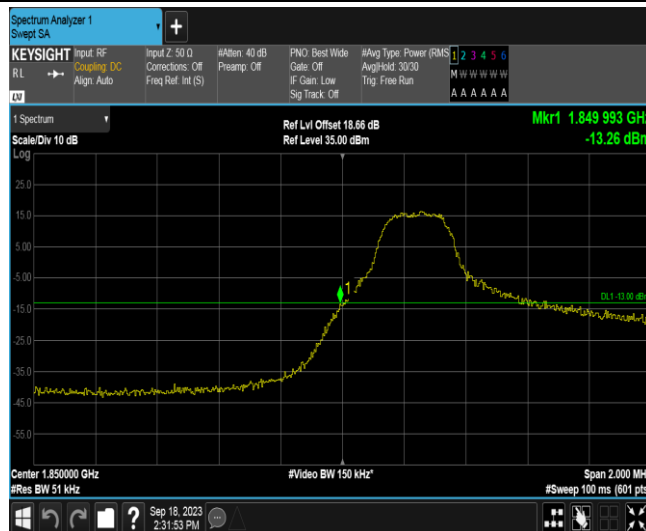 Spectrum Analyzer 1
Swept SA
+
KEYSIGHT
RL
LXI
Input: RF
Coupling: DC
Align: Auto
Input Z: 50 Ω
Corrections: Off
Freq Ref: Int (S)
#Atten: 40 dB
Preamp: Off
PNO: Best Wide
Gate: Off
IF Gain: Low
Sig Track: Off
#Avg Type: Power (RMS
Avg|Hold: 30/30
Trig: Free Run
1 2 3 4 5 6
M W W W W W
A A A A A A
1 Spectrum
Scale/Div 10 dB
Log
Ref Lvl Offset 18.66 dB
Ref Level 35.00 dBm
Mkr1 1.849 993 GHz
-13.26 dBm
25.0
15.0
5.00
-5.00
-15.0
-25.0
-35.0
-45.0
-55.0
1
DL1 -13.00 dBm
Center 1.850000 GHz
#Res BW 51 kHz
#Video BW 150 kHz*
Span 2.000 MH
#Sweep 100 ms (601 pts
?
Sep 18, 2023
2:31:53 PM